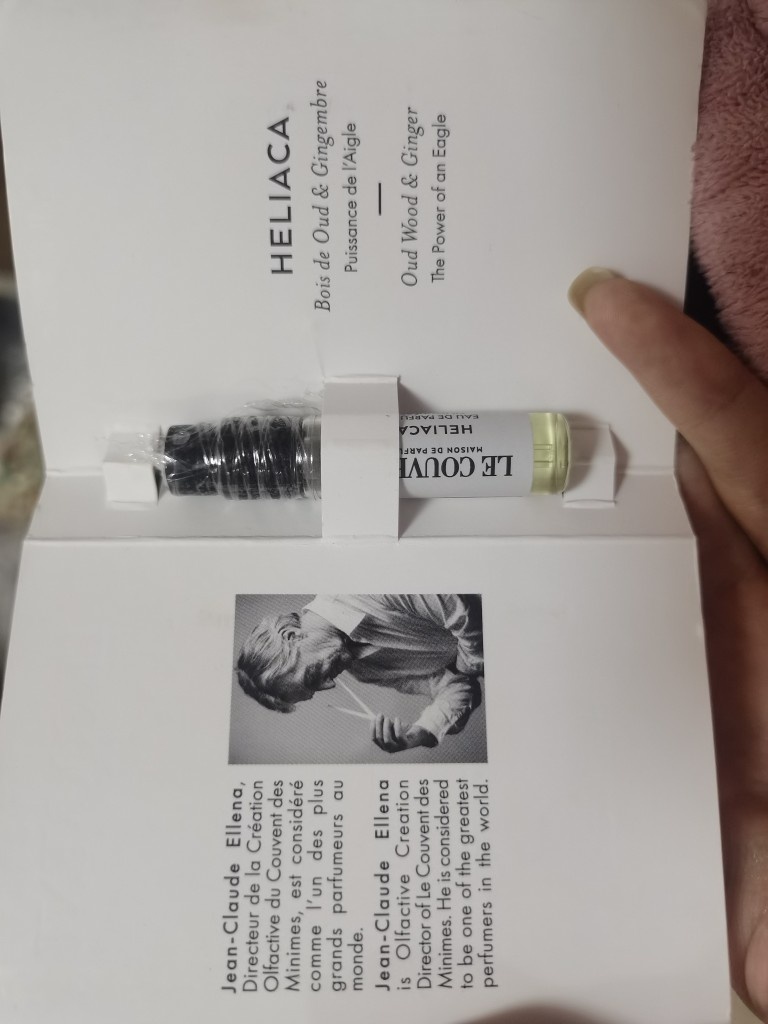 HELIACA
Bois de Oud & Gingembre
Puissance de l'Aigle
Oud Wood & Ginger
The Power of an Eagle
LE COUVE
MAISON DE PARF
HELIACA
EAU DE PARFU
Jean-Claude Ellena,
Directeur de la Création
Olfactive du Couvent des
Minimes, est considéré
comme l'un des plus
grands parfumeurs au
monde.
Jean-Claude Ellena
is Olfactive Creation
Director of Le Couvent des
Minimes. He is considered
to be one of the greatest
perfumers in the world.